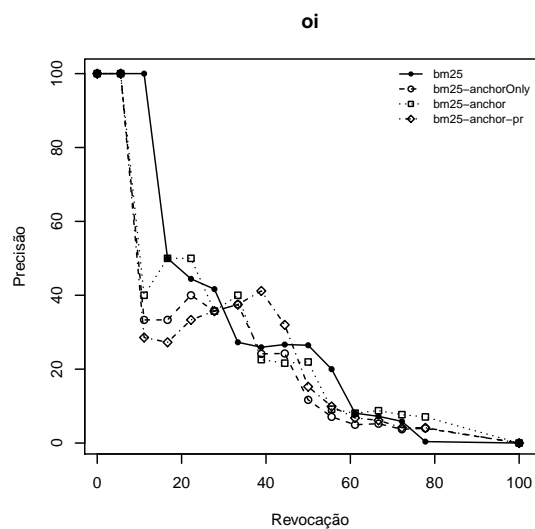 oi
bm25
bm25−anchorOnly
bm25−anchor
bm25−anchor−pr
Precisão
100
80
60
40
20
0
0 20 40 60 80 100
Revocação